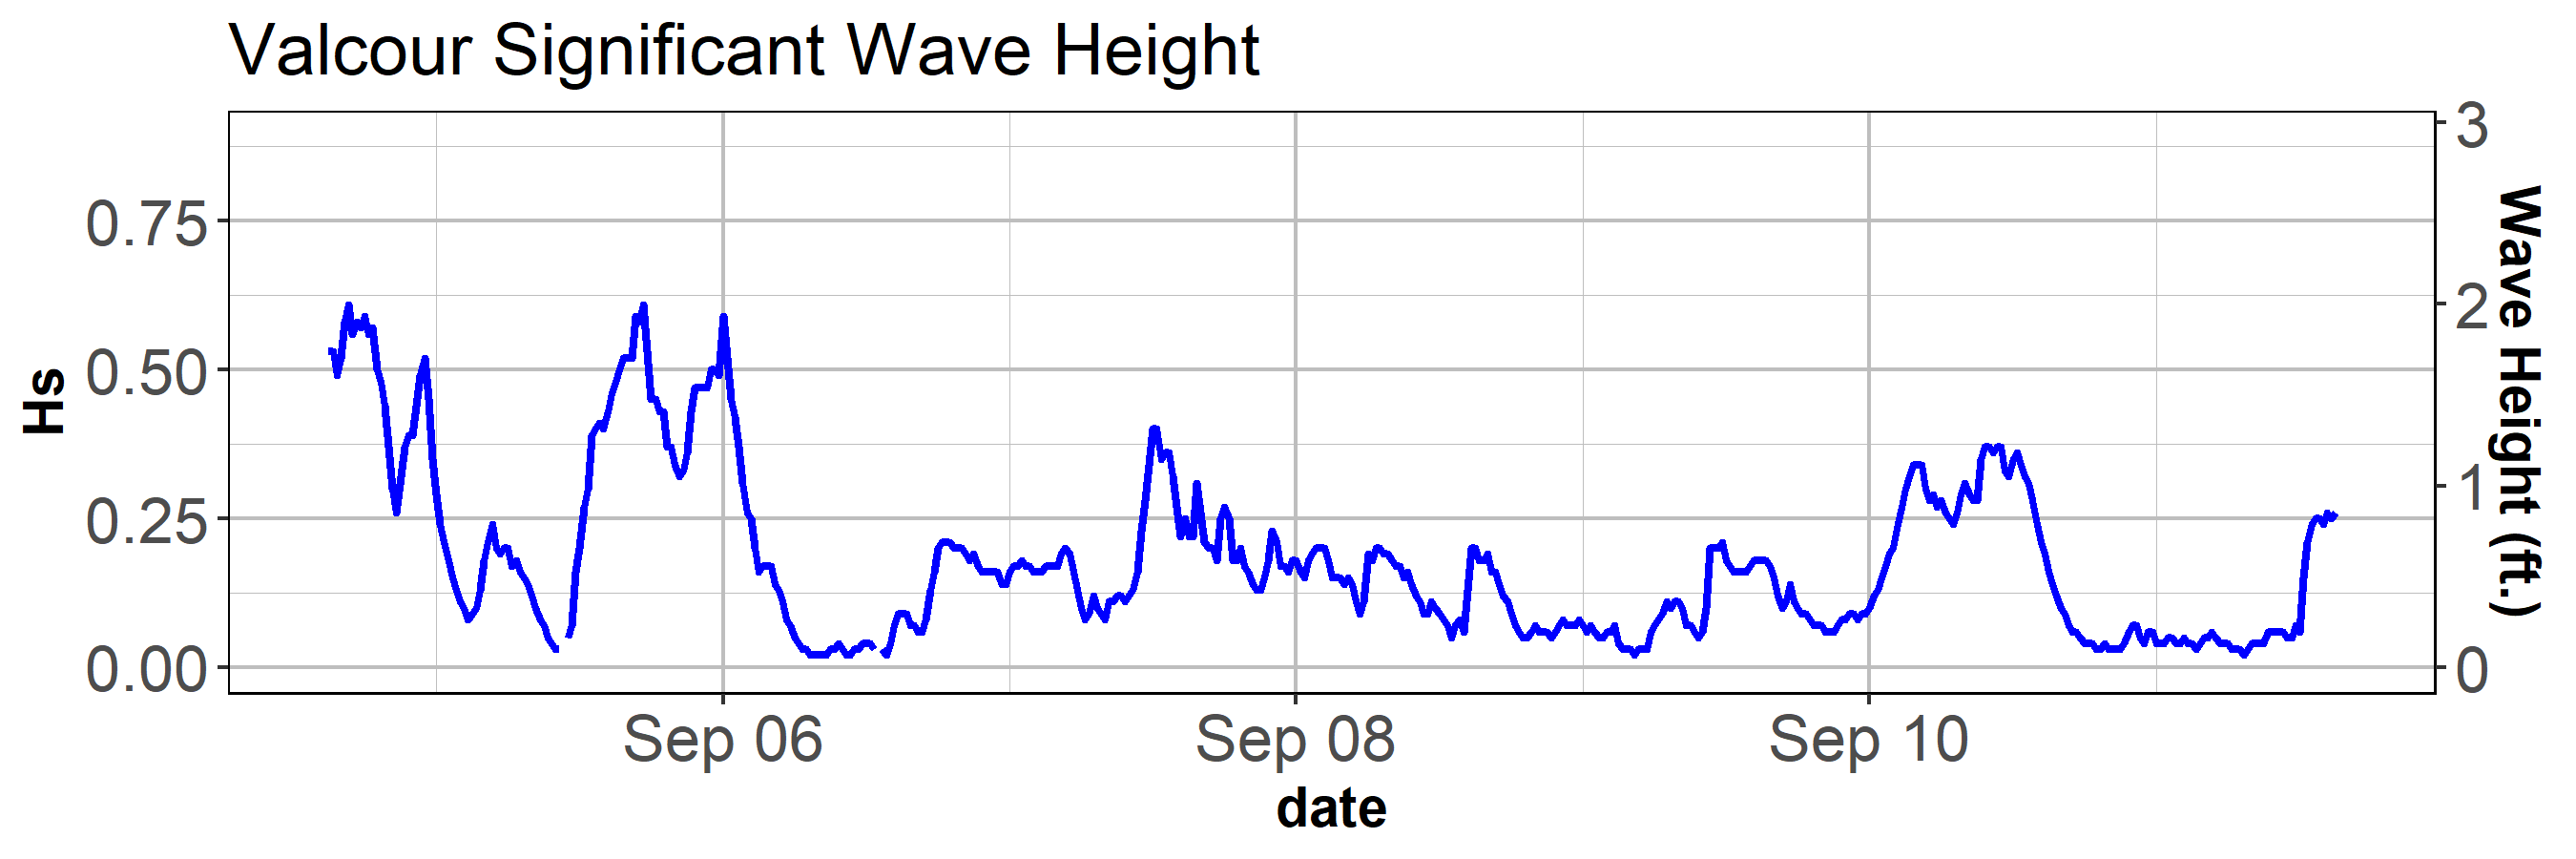 Valcour Significant Wave Height
Hs
0.75
0.50
0.25
0.00
3
2
1
0
Wave Height (ft.)
Sep 06
Sep 08
Sep 10
date